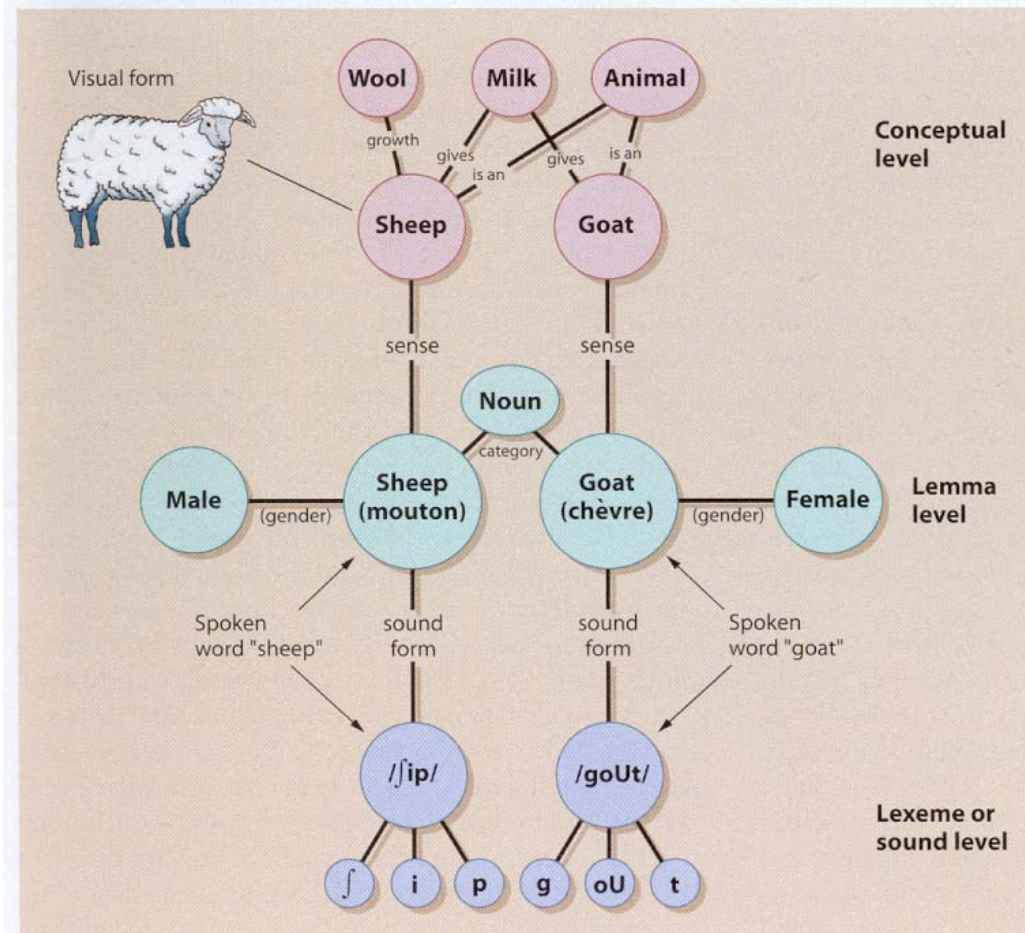 Visual form
Wool
Milk
Animal
growth
gives
is an
gives
is an
Conceptual
level
Sheep
Goat
sense
sense
Noun
category
Male
(gender)
Sheep
(mouton)
Goat
(chèvre)
(gender)
Female
Lemma
level
Spoken
word "sheep"
sound
form
sound
form
Spoken
word "goat"
/ʃip/
/goUt/
Lexeme or
sound level
ʃ
i
p
g
oU
t